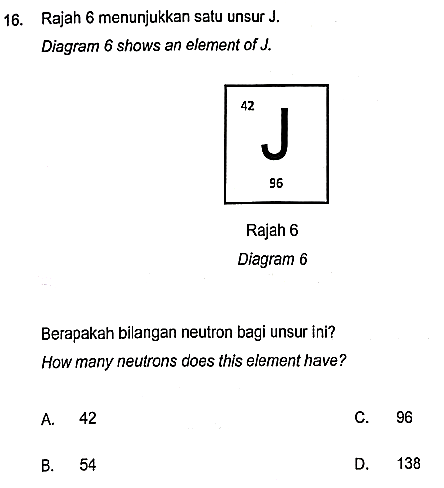 16. Rajah 6 menunjukkan satu unsur J.
Diagram 6 shows an element of J.
42
J
96
Rajah 6
Diagram 6
Berapakah bilangan neutron bagi unsur ini?
How many neutrons does this element have?
A. 42 C. 96
B. 54 D. 138